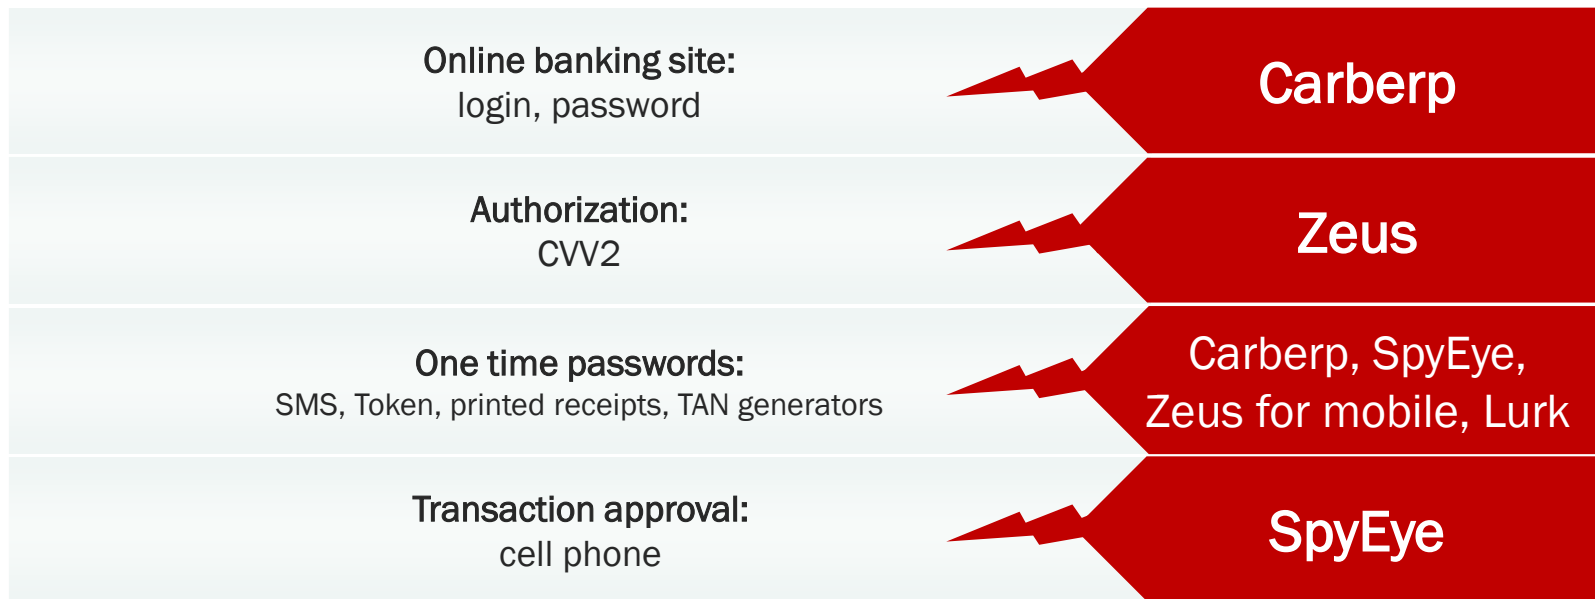 Online banking site:
login, password
Carberp
Authorization:
CVV2
Zeus
One time passwords:
SMS, Token, printed receipts, TAN generators
Carberp, SpyEye,
Zeus for mobile, Lurk
Transaction approval:
cell phone
SpyEye